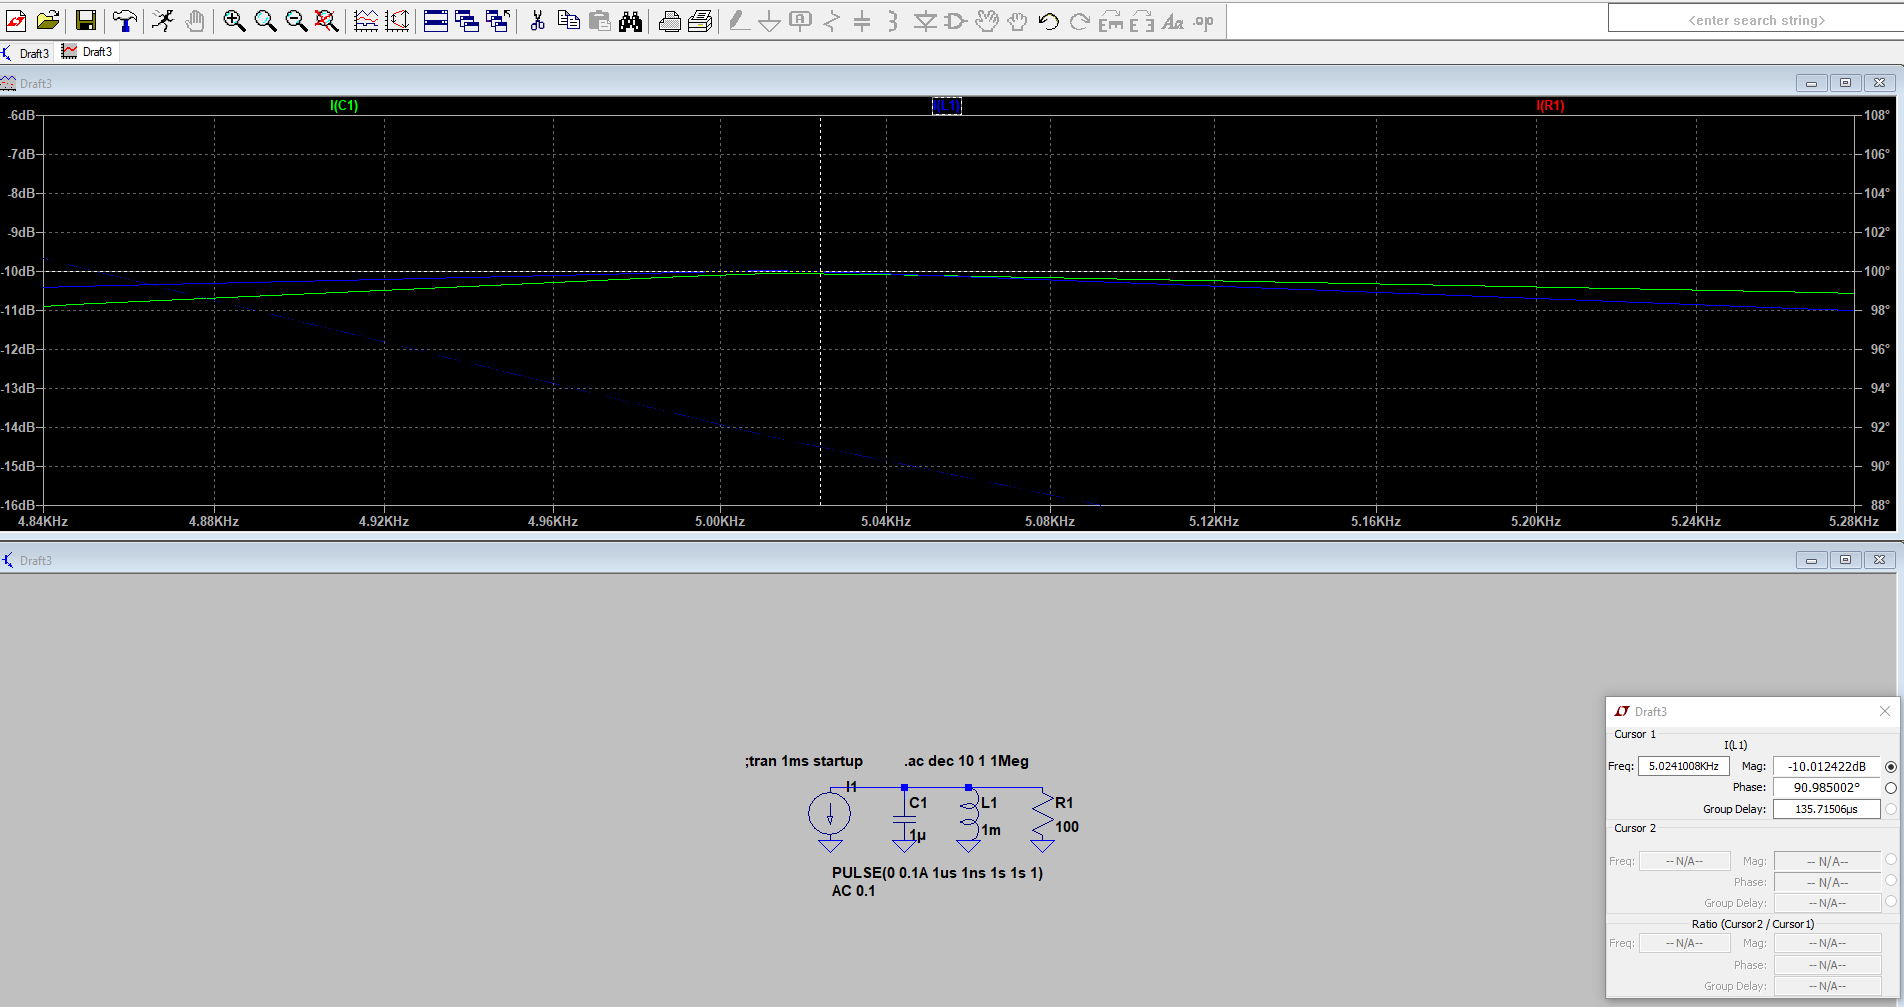 <enter search string>
Draft3
Draft3
Draft3
I(C1)
I(L1)
I(R1)
-6dB
-7dB
-8dB
-9dB
-10dB
-11dB
-12dB
-13dB
-14dB
-15dB
-16dB
108°
106°
104°
102°
100°
98°
96°
94°
92°
90°
88°
4.84KHz 4.88KHz 4.92KHz 4.96KHz 5.00KHz 5.04KHz 5.08KHz 5.12KHz 5.16KHz 5.20KHz 5.24KHz 5.28KHz
Draft3
;tran 1ms startup
.ac dec 10 1 1Meg
I1
C1
1µ
L1
1m
R1
100
PULSE(0 0.1A 1us 1ns 1s 1s 1)
AC 0.1
Draft3
Cursor 1
I(L1)
Freq: 5.0241008KHz Mag: -10.012422dB
Phase: 90.985002°
Group Delay: 135.71506µs
Cursor 2
Freq: -- N/A-- Mag: -- N/A--
Phase: -- N/A--
Group Delay: -- N/A--
Ratio (Cursor2 / Cursor1)
Freq: -- N/A-- Mag: -- N/A--
Phase: -- N/A--
Group Delay: -- N/A--
A
Aa
.op